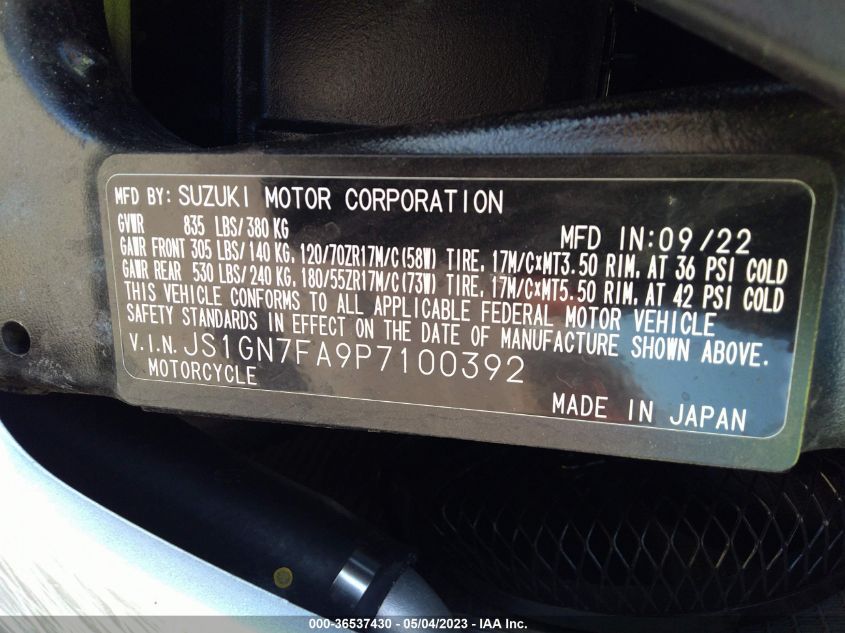 MFD BY: SUZUKI MOTOR CORPORATION
GVWR 835 LBS/380 KG MFD IN:09/22
GAWR FRONT 305 LBS/140 KG, 120/70ZR17M/C(58W) TIRE, 17M/C×MT3.50 RIM, AT 36 PSI COLD
GAWR REAR 530 LBS/240 KG, 180/55ZR17M/C(73W) TIRE, 17M/C×MT5.50 RIM, AT 42 PSI COLD
THIS VEHICLE CONFORMS TO ALL APPLICABLE FEDERAL MOTOR VEHICLE
SAFETY STANDARDS IN EFFECT ON THE DATE OF MANUFACTURE SHOWN ABOVE.
V.I.N. JS1GN7FA9P7100392
MOTORCYCLE MADE IN JAPAN
000-36537430 - 05/04/2023 - IAA Inc.